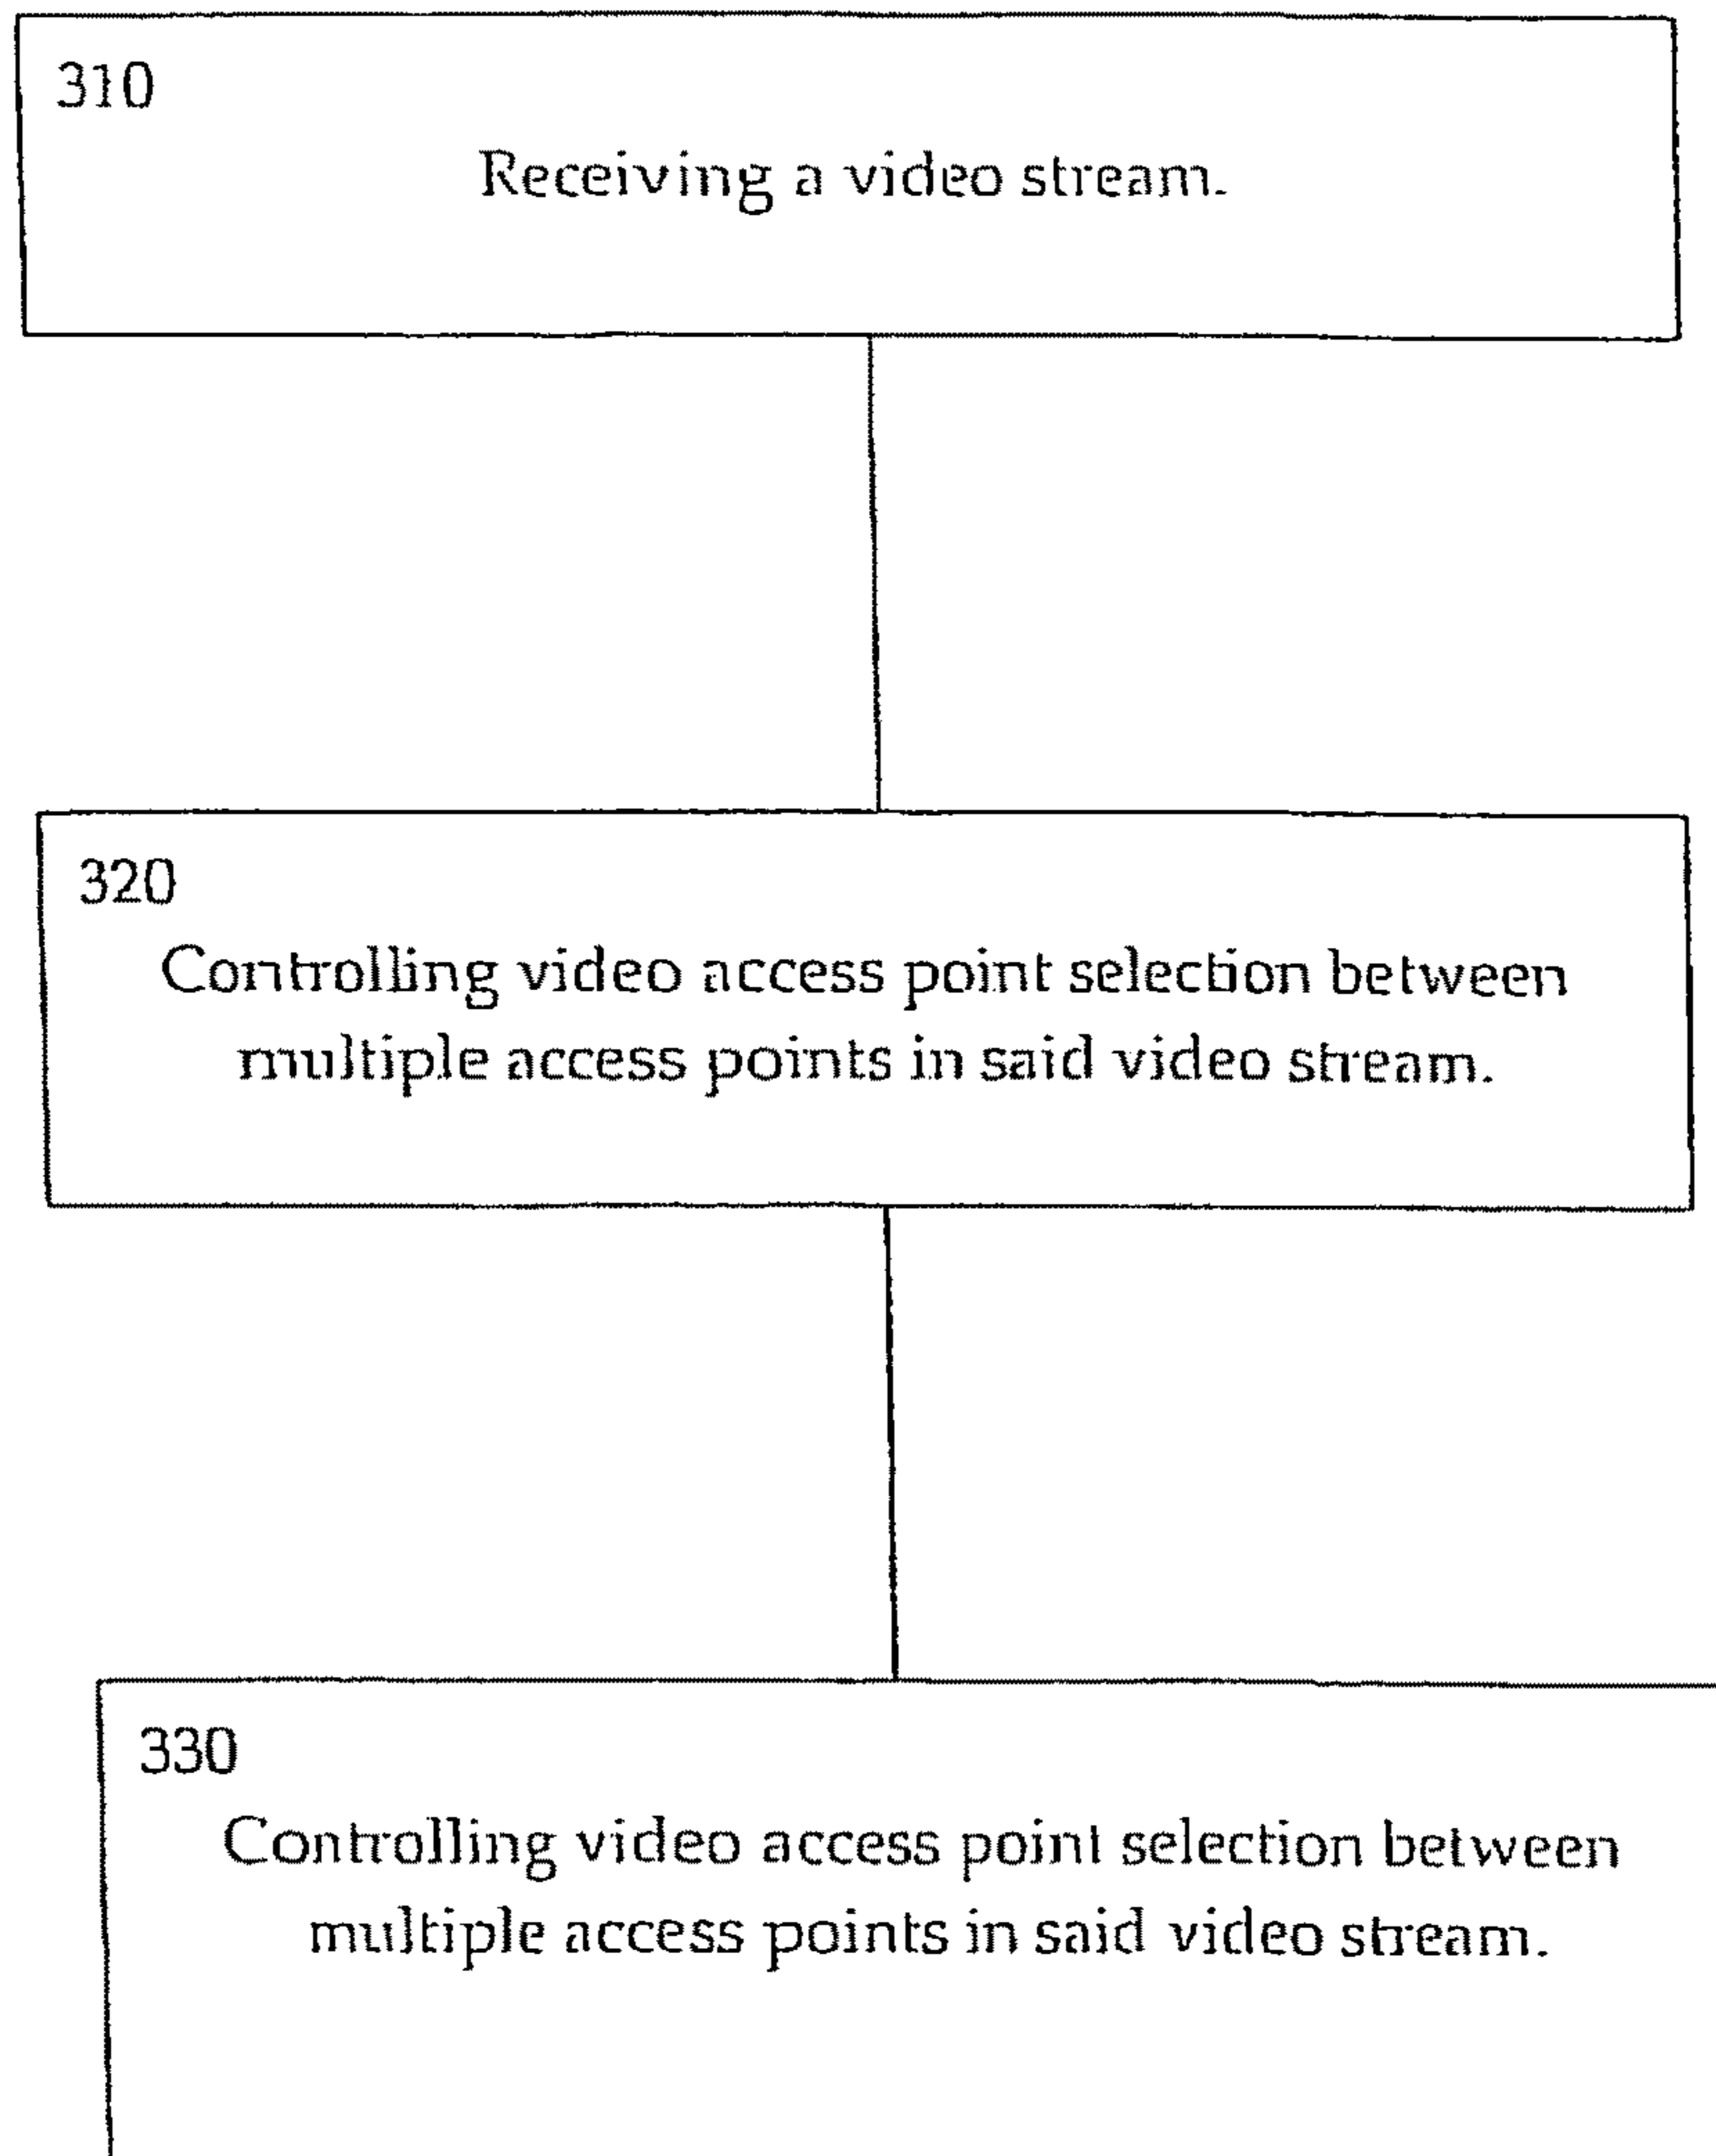 310
Receiving a video stream.
320
Controlling video access point selection between
multiple access points in said video stream.
330
Controlling video access point selection between
multiple access points in said video stream.